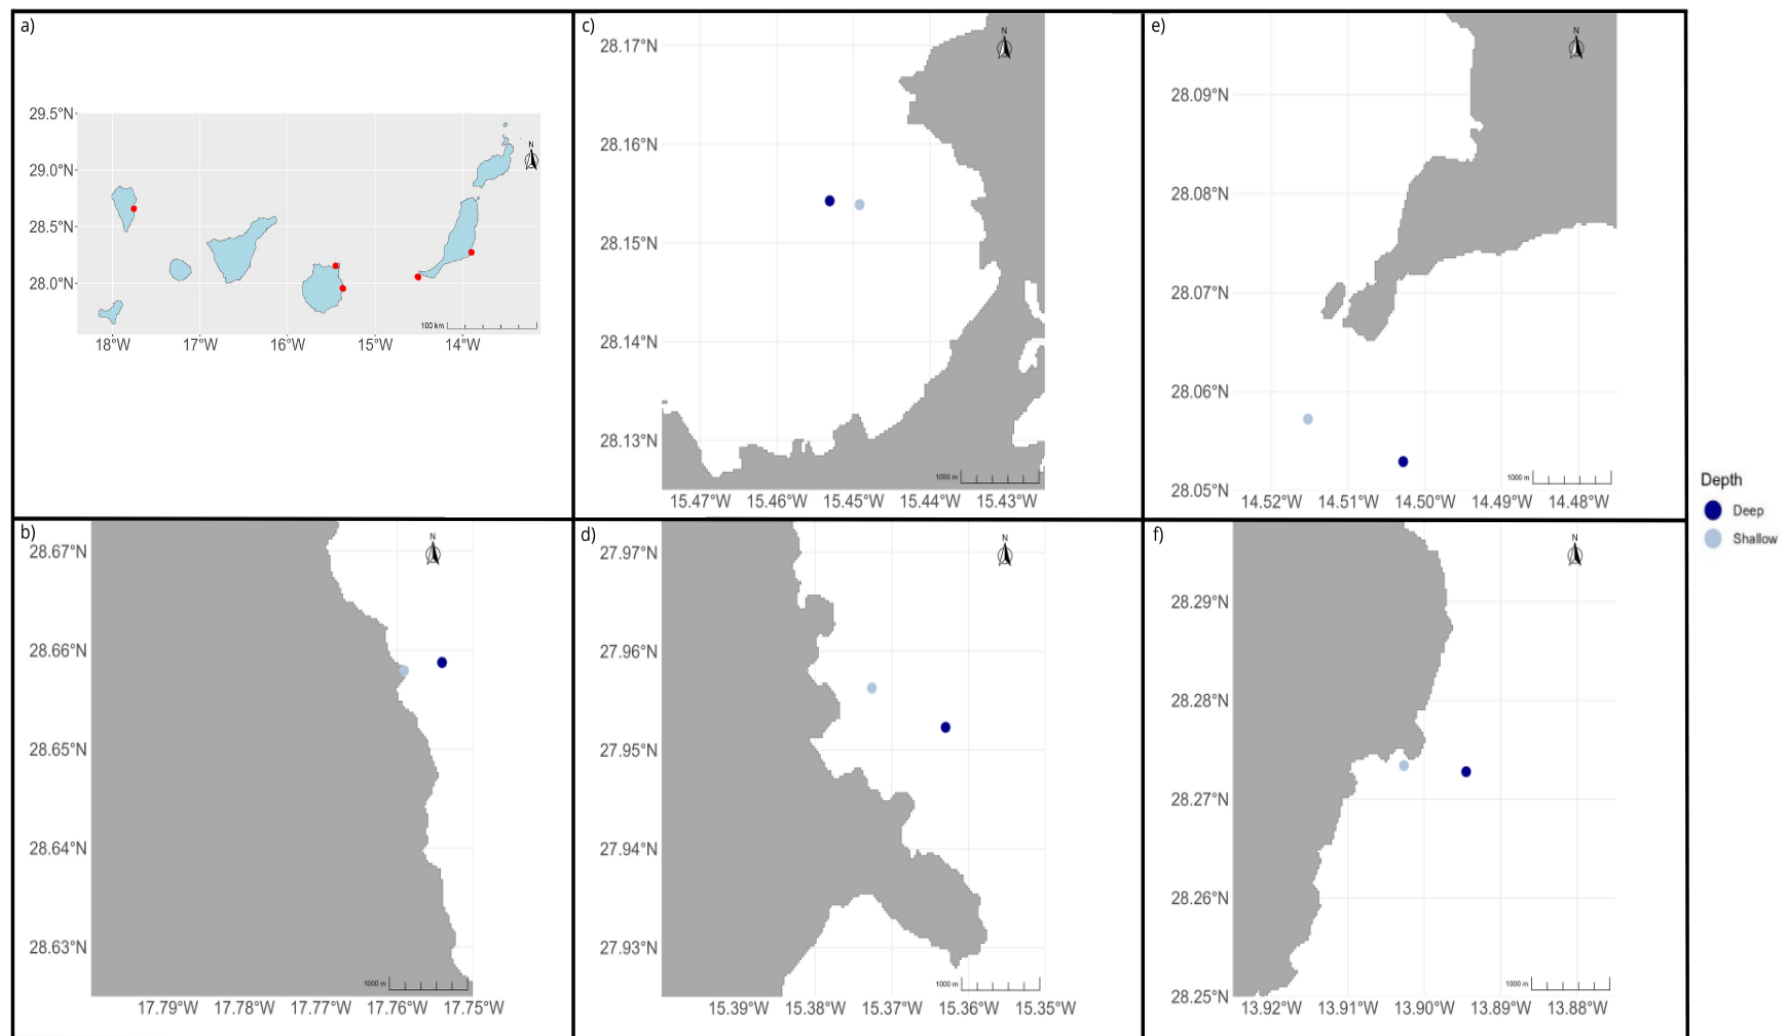 a)
N
29.5°N
29.0°N
28.5°N
28.0°N
100 km
18°W 17°W 16°W 15°W 14°W
b)
N
28.67°N
28.66°N
28.65°N
28.64°N
28.63°N
1000 m
17.79°W 17.78°W 17.77°W 17.76°W 17.75°W
c)
N
28.17°N
28.16°N
28.15°N
28.14°N
28.13°N
1000 m
15.47°W 15.46°W 15.45°W 15.44°W 15.43°W
d)
N
27.97°N
27.96°N
27.95°N
27.94°N
27.93°N
1000 m
15.39°W 15.38°W 15.37°W 15.36°W 15.35°W
e)
N
28.09°N
28.08°N
28.07°N
28.06°N
28.05°N
1000 m
14.52°W 14.51°W 14.50°W 14.49°W 14.48°W
f)
N
28.29°N
28.28°N
28.27°N
28.26°N
28.25°N
1000 m
13.92°W 13.91°W 13.90°W 13.89°W 13.88°W
Depth
Deep
Shallow